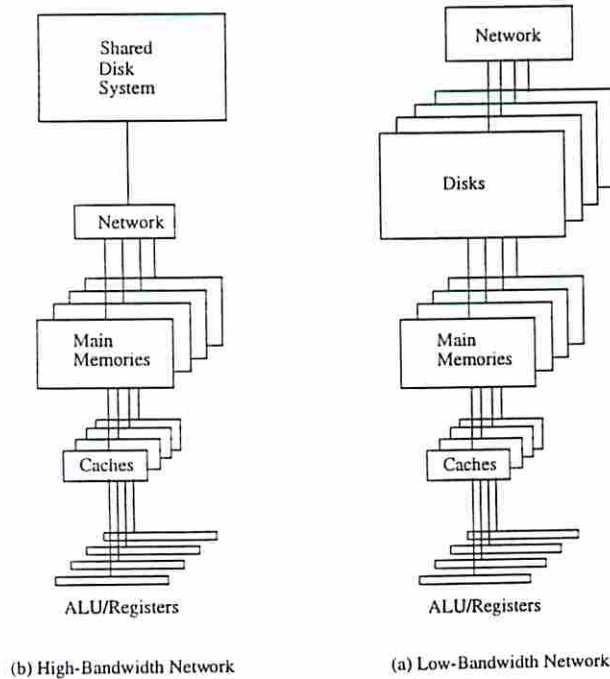 Shared
Disk
System
Network
Main
Memories
Caches
ALU/Registers
(b) High-Bandwidth Network
Network
Disks
Main
Memories
Caches
ALU/Registers
(a) Low-Bandwidth Network